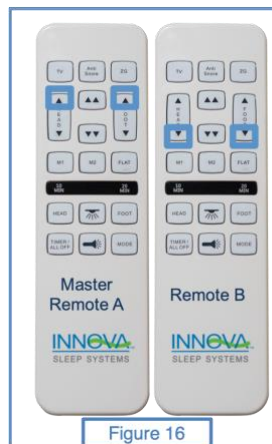 TV
Anti
Snore
ZG
HEAD
FOOT
M1
M2
FLAT
10
MIN
20
MIN
HEAD
FOOT
TIMER/
ALL OFF
MODE
Master
Remote A
INNOVA
SLEEP SYSTEMS
TV
Anti
Snore
ZG
HEAD
FOOT
M1
M2
FLAT
10
MIN
20
MIN
HEAD
FOOT
TIMER/
ALL OFF
MODE
Remote B
INNOVA
SLEEP SYSTEMS
Figure 16